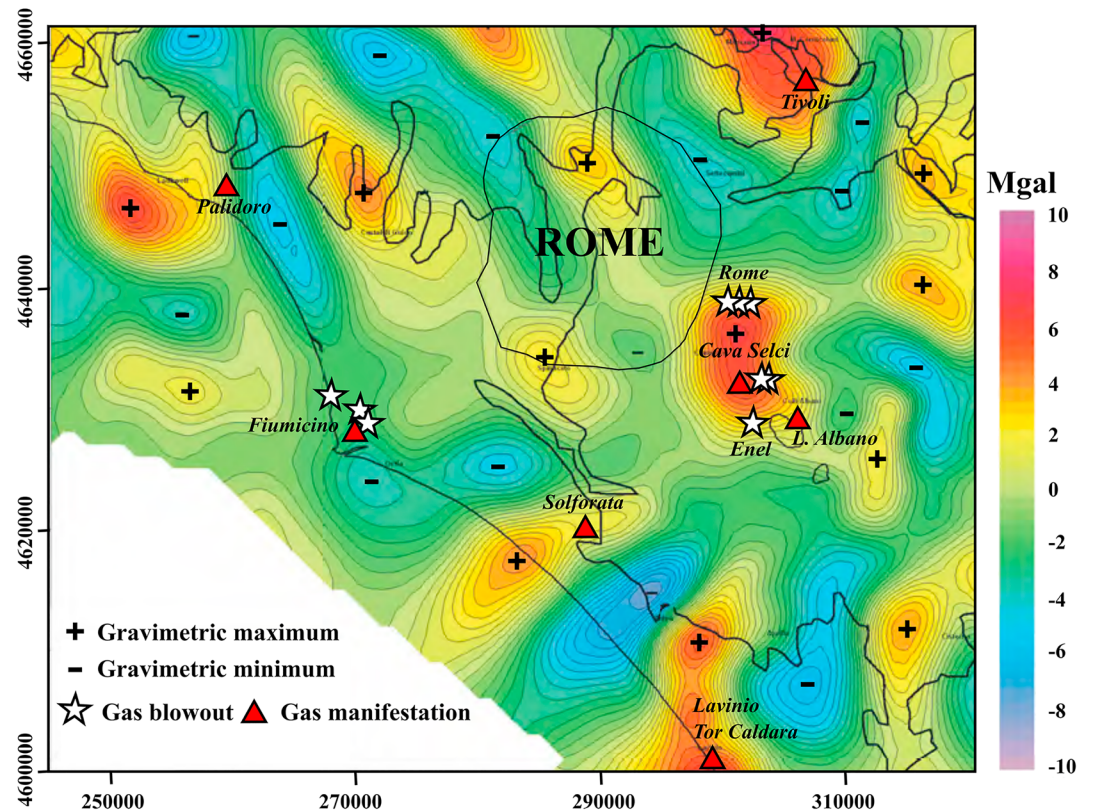 4660000
4640000
4620000
4600000
Tivoli
Palidoro
ROME
Rome
Cava Selci
Fiumicino
Enel
L. Albano
Solforata
Lavinio
Tor Caldara
+ Gravimetric maximum
- Gravimetric minimum
Gas blowout
Gas manifestation
250000
270000
290000
310000
Mgal
10
8
6
4
2
0
-2
-4
-6
-8
-10